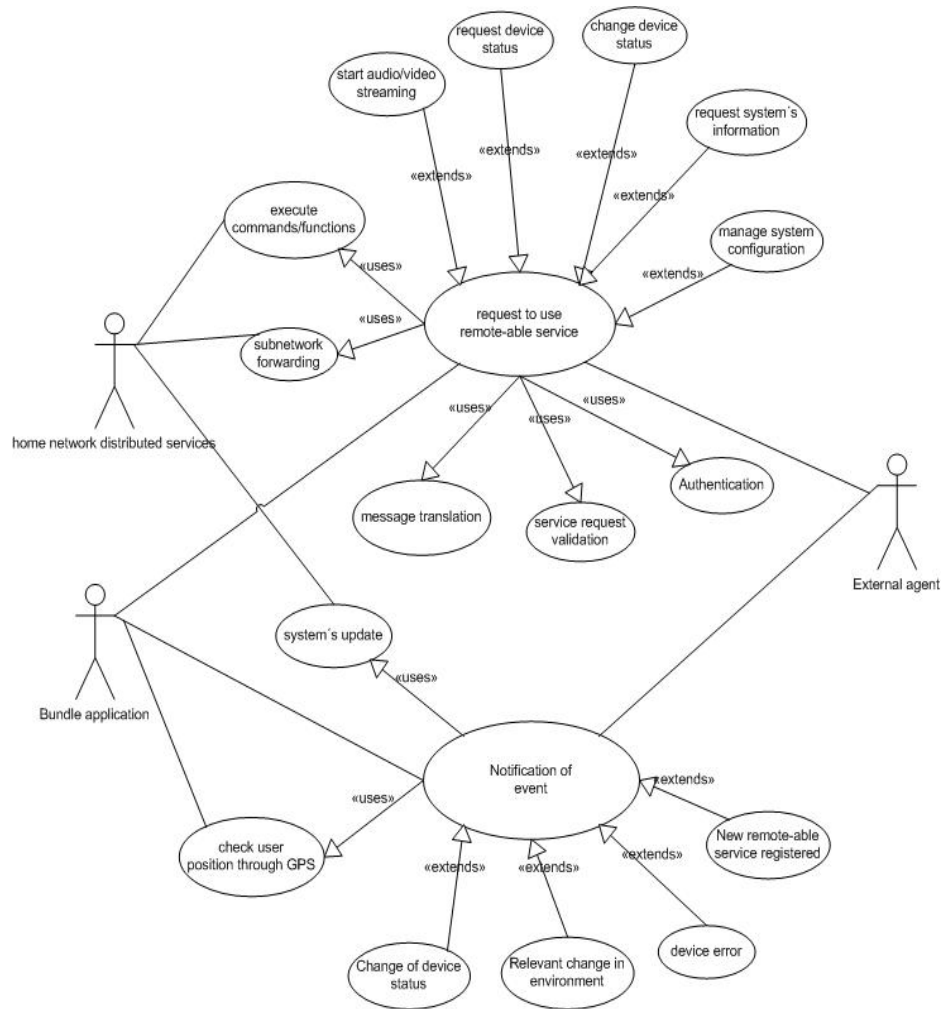 request device
status
change device
status
start audio/video
streaming
request system´s
information
«extends»
«extends»
«extends»
«extends»
execute
commands/functions
manage system
configuration
«uses»
«extends»
request to use
remote-able service
«uses»
subnetwork
forwarding
home network distributed services
«uses»
«uses»
«uses»
message translation
service request
validation
Authentication
External agent
system´s update
Bundle application
«uses»
Notification of
event
«uses»
«extends»
check user
position through GPS
New remote-able
service registered
«extends»
«extends»
«extends»
Change of device
status
Relevant change in
environment
device error